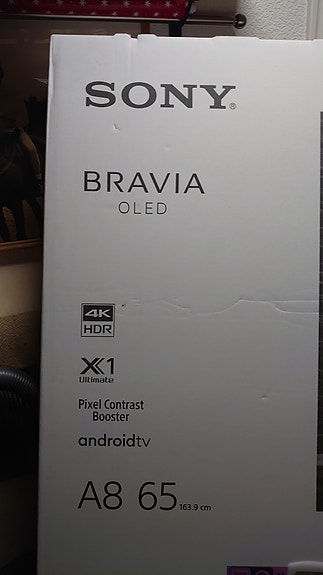 SONY®
BRAVIA
OLED
4K
HDR
X1
Ultimate
Pixel Contrast
Booster
androidtv
A8 65 163.9 cm